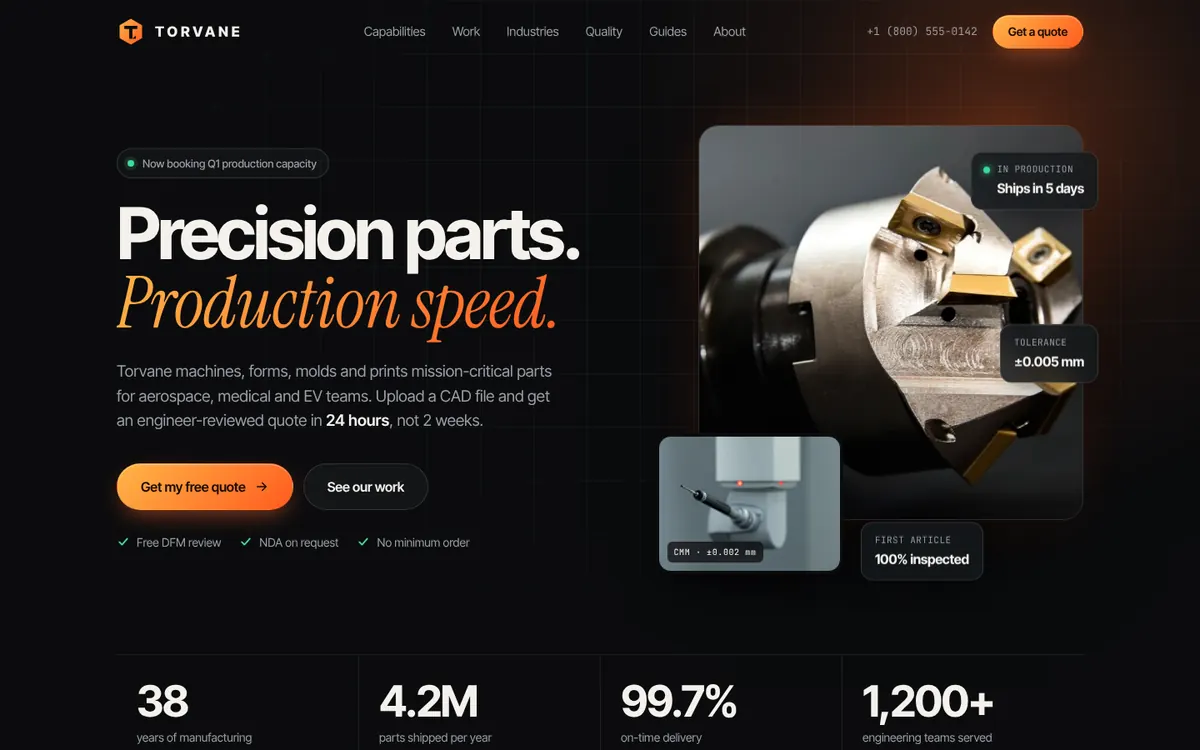 TORVANE
Capabilities Work Industries Quality Guides About
+1 (800) 555-0142
Get a quote
Now booking Q1 production capacity
Precision parts.
Production speed.
Torvane machines, forms, molds and prints mission-critical parts
for aerospace, medical and EV teams. Upload a CAD file and get
an engineer-reviewed quote in 24 hours, not 2 weeks.
Get my free quote →
See our work
Free DFM review
NDA on request
No minimum order
IN PRODUCTION
Ships in 5 days
TOLERANCE
±0.005 mm
CMM · ±0.002 mm
FIRST ARTICLE
100% inspected
38
years of manufacturing
4.2M
parts shipped per year
99.7%
on-time delivery
1,200+
engineering teams served